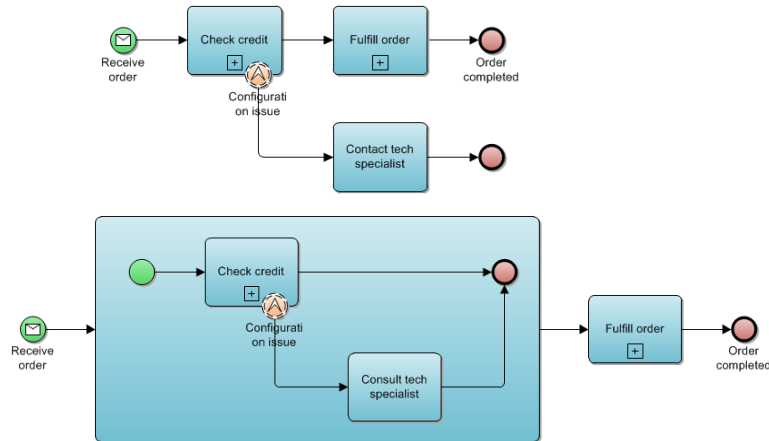 Check credit
Fulfill order
Receive
order
Order
completed
Configurati
on issue
Contact tech
specialist
Check credit
Configurati
on issue
Consult tech
specialist
Receive
order
Fulfill order
Order
completed